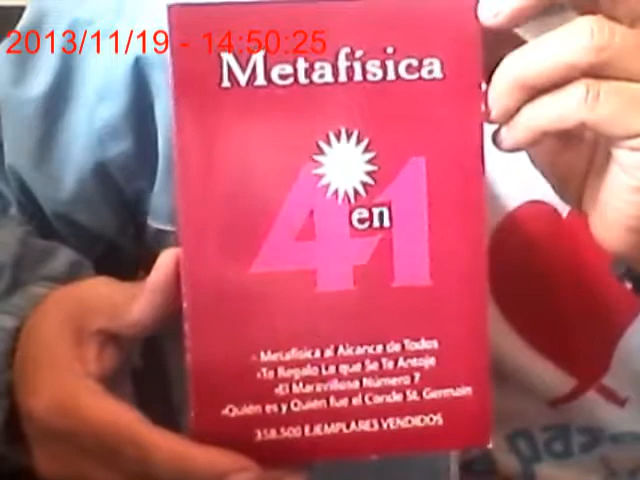 2013/11/19 - 14:50:25
Metafísica
4 en 1
- Metafísica al Alcance de Todos
-Te Regalo Lo que Se Te Antoje
-El Maravilloso Número 7
-Quién es y Quién fue el Conde St. Germain
358.500 EJEMPLARES VENDIDOS